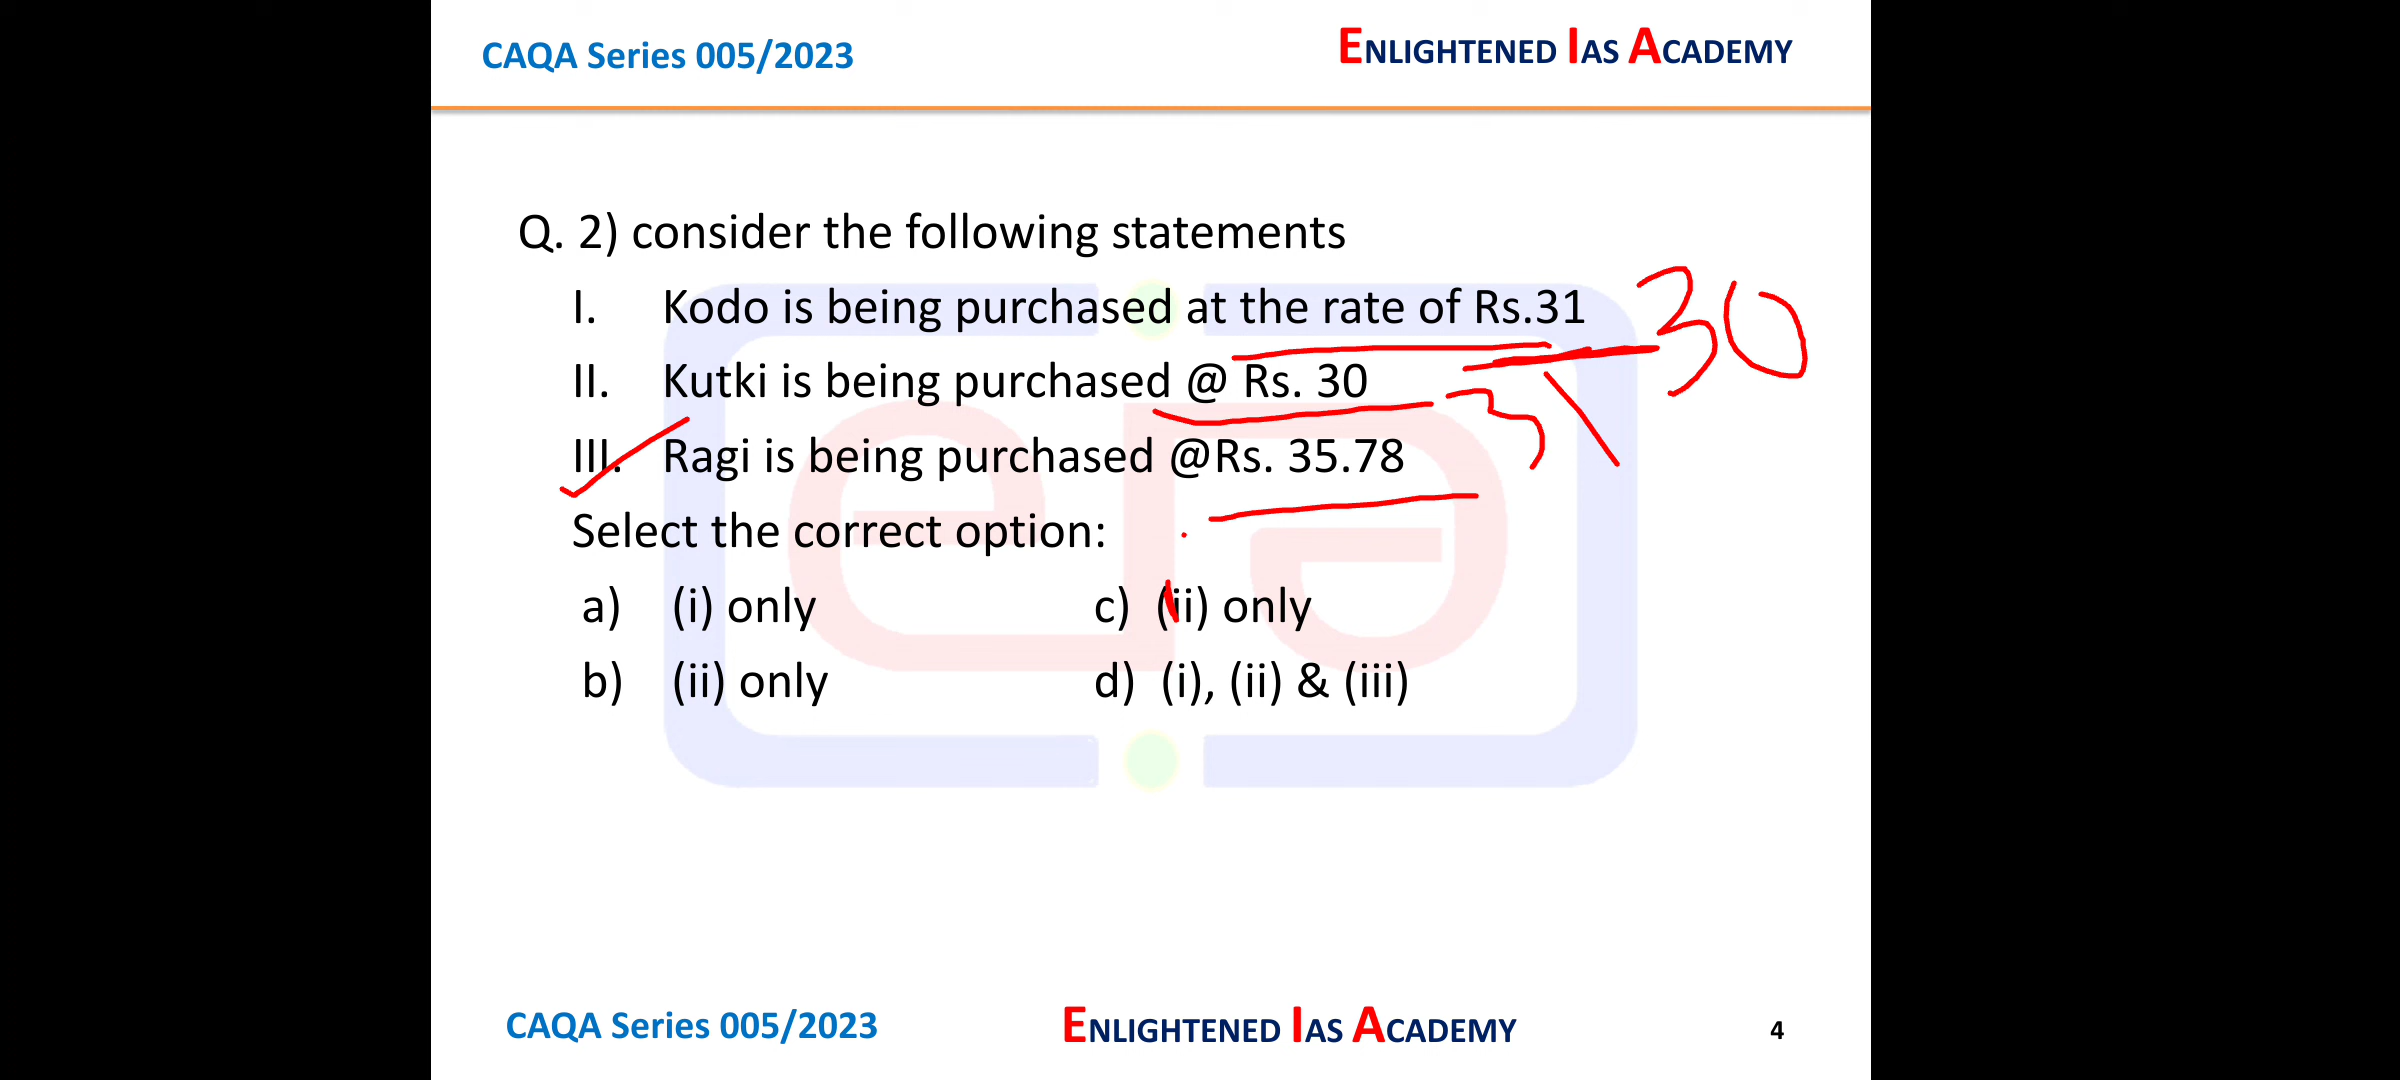 CAQA Series 005/2023 ENLIGHTENED IAS ACADEMY
Q. 2) consider the following statements
I. Kodo is being purchased at the rate of Rs.31 30
II. Kutki is being purchased @ Rs. 30 31
III. Ragi is being purchased @Rs. 35.78
Select the correct option:
a) (i) only c) (iii) only
b) (ii) only d) (i), (ii) & (iii)
CAQA Series 005/2023 ENLIGHTENED IAS ACADEMY 4